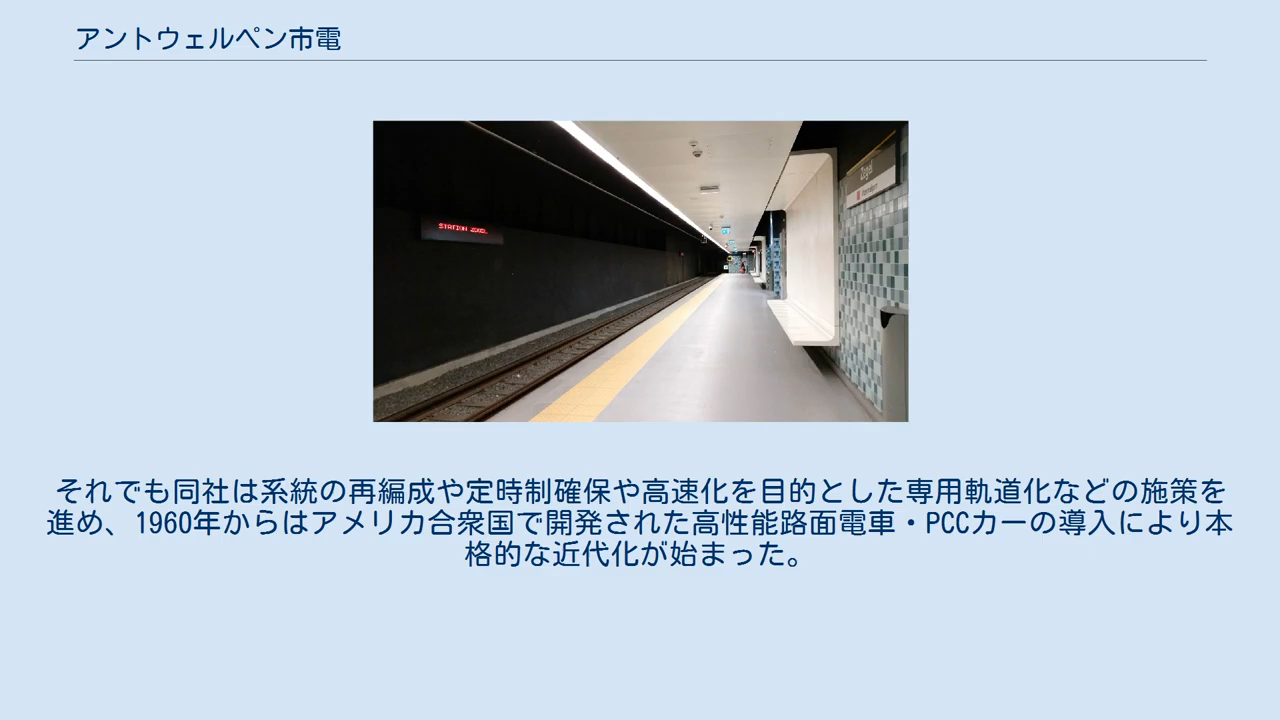 アントウェルペン市電
STATION ZEGEL
Zegel
それでも同社は系統の再編成や定時制確保や高速化を目的とした専用軌道化などの施策を
進め、1960年からはアメリカ合衆国で開発された高性能路面電車・PCCカーの導入により本
格的な近代化が始まった。